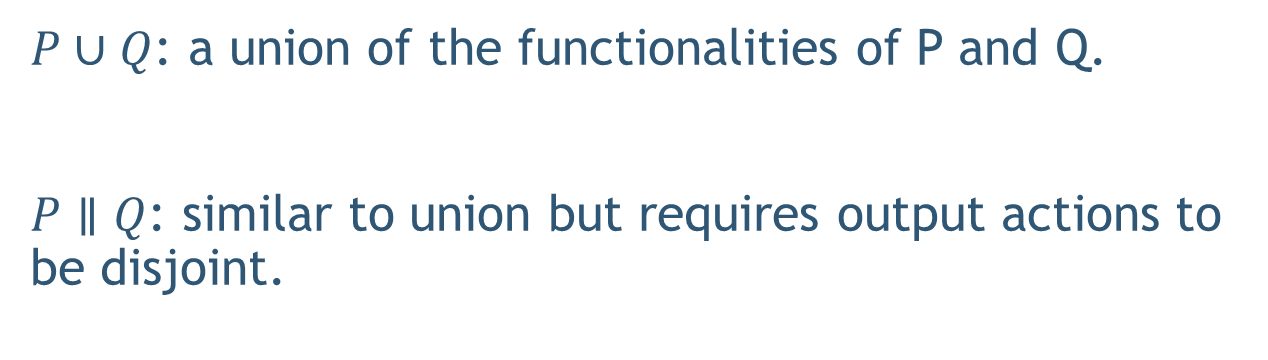 P ∪ Q: a union of the functionalities of P and Q.
P ∥ Q: similar to union but requires output actions to
be disjoint.